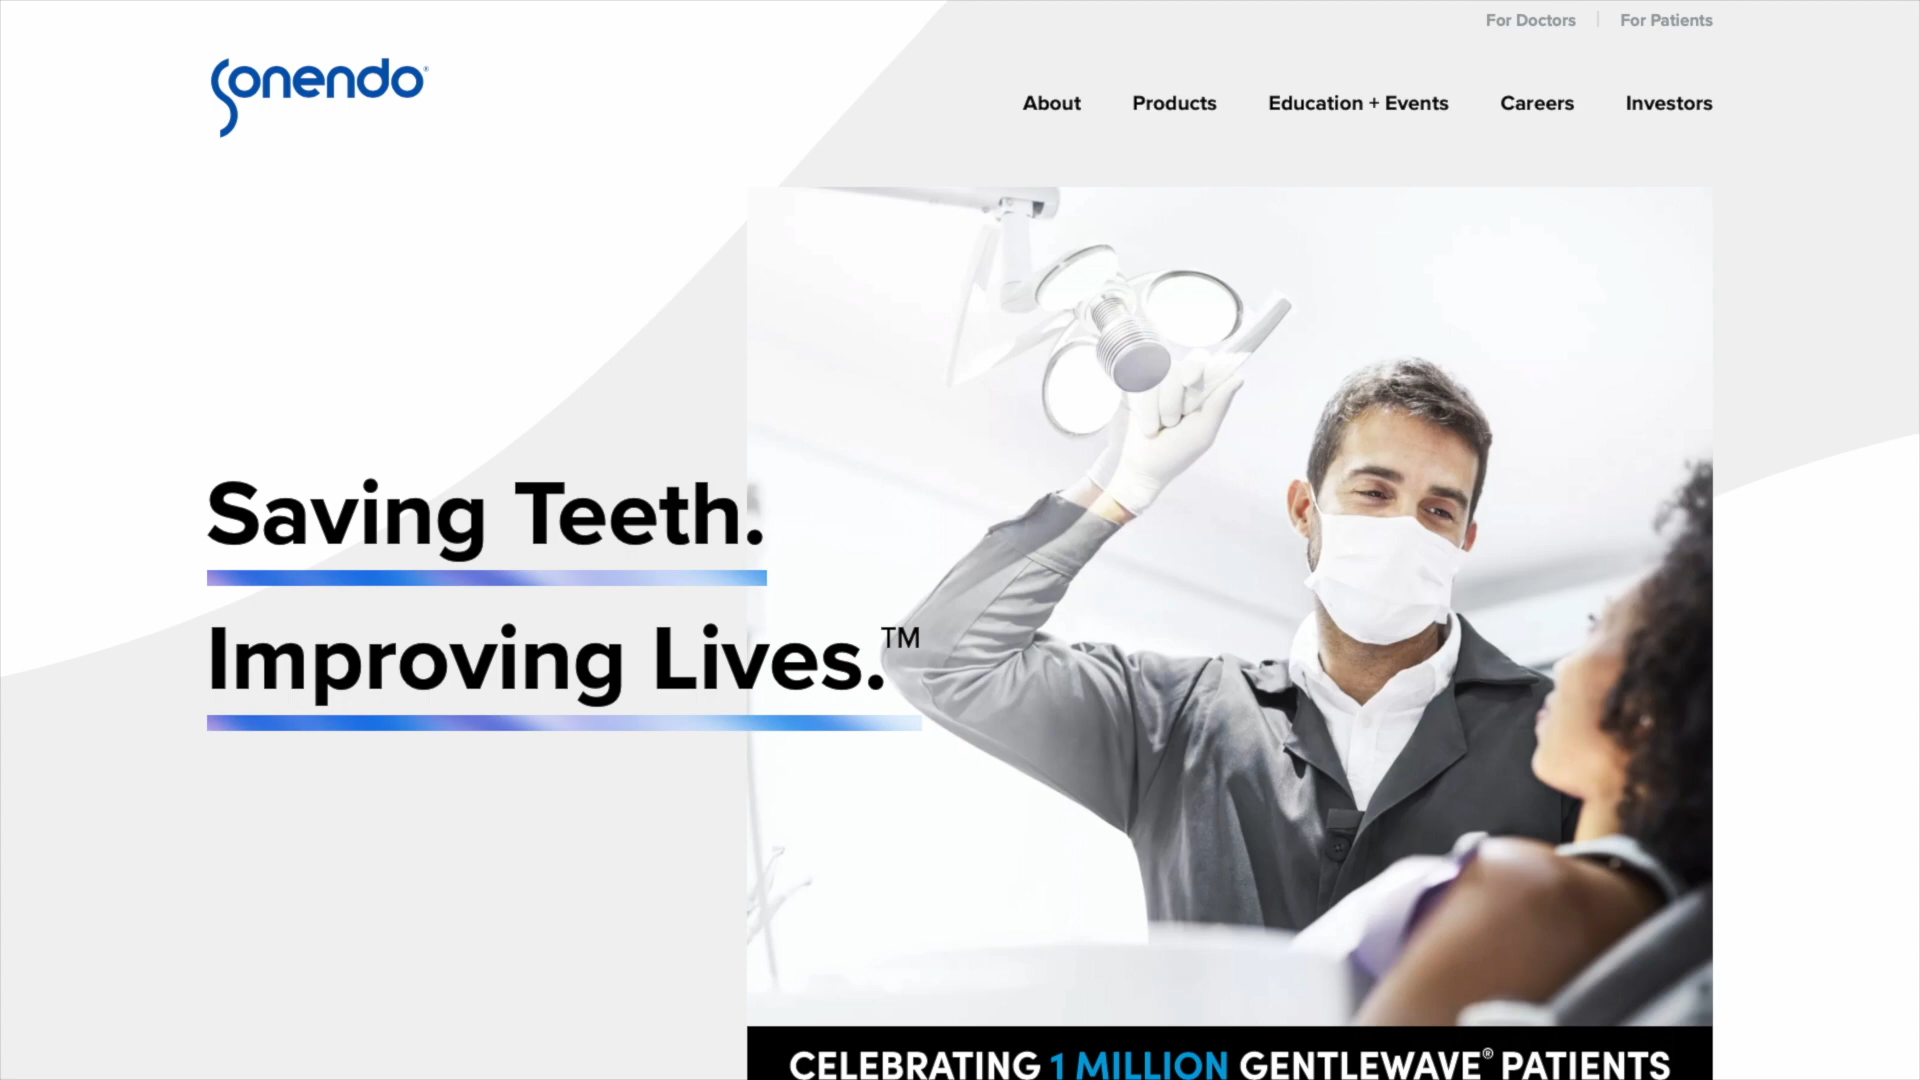 For Doctors | For Patients
Sonendo®
About Products Education + Events Careers Investors
Saving Teeth.
Improving Lives.™
CELEBRATING 1 MILLION GENTLEWAVE® PATIENTS